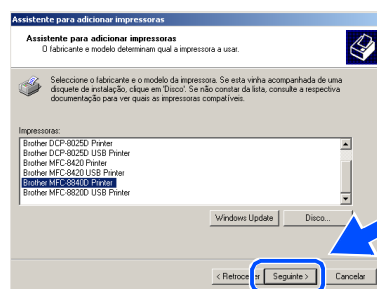 Assistente para adicionar impressoras
Assistente para adicionar impressoras
O fabricante e modelo determinam qual a impressora a usar.
Seleccione o fabricante e o modelo da impressora. Se esta vinha acompanhada de uma
disquete de instalação, clique em 'Disco'. Se não constar da lista, consulte a respectiva
documentação para ver quais as impressoras compatíveis.
Impressoras:
Brother DCP-8025D Printer
Brother DCP-8025D USB Printer
Brother MFC-8420 Printer
Brother MFC-8420 USB Printer
Brother MFC-8840D Printer
Brother MFC-8820D USB Printer
Windows Update Disco...
< Retroceder Seguinte > Cancelar